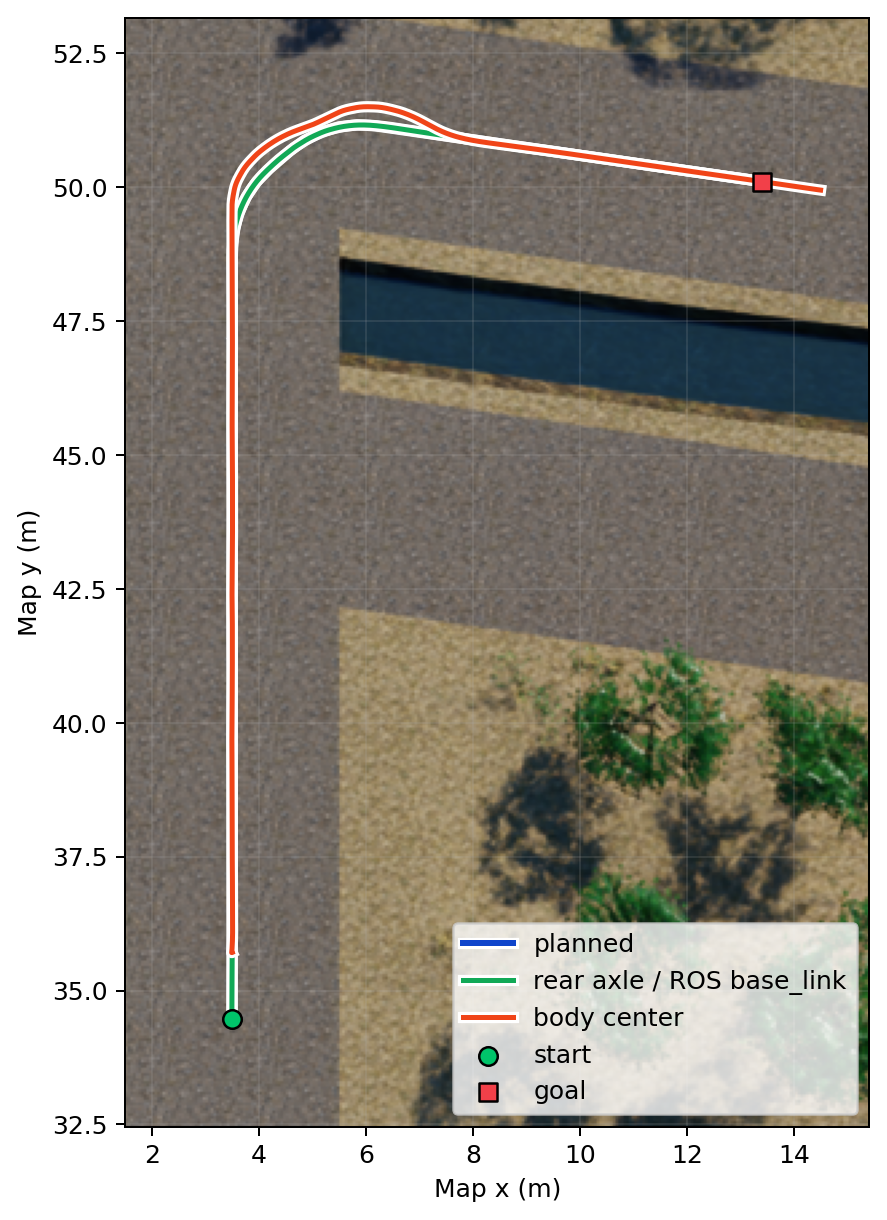 52.5
50.0
47.5
45.0
42.5
40.0
37.5
35.0
32.5
Map y (m)
planned
rear axle / ROS base_link
body center
start
goal
2 4 6 8 10 12 14
Map x (m)